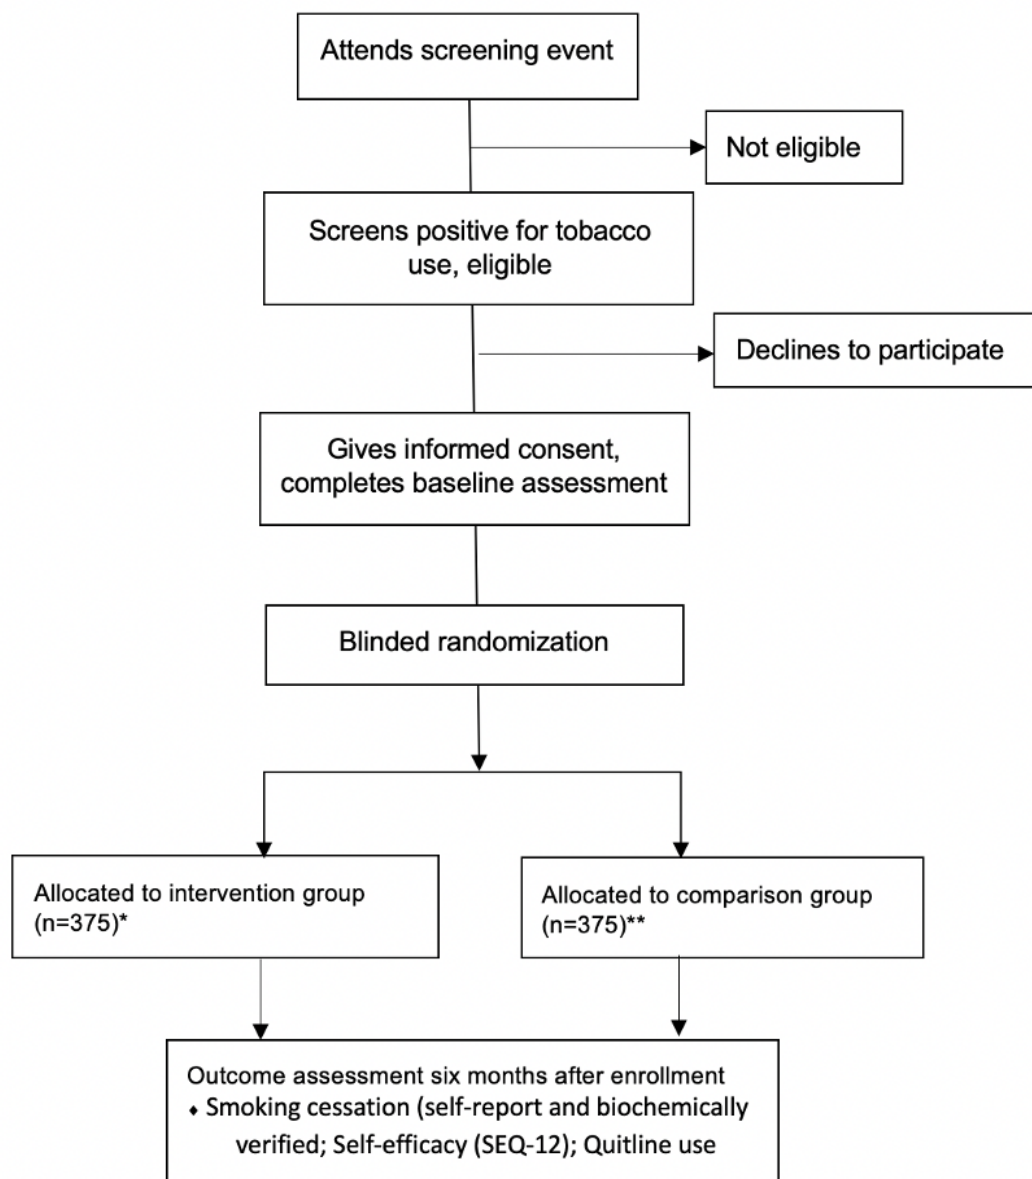 Attends screening event
Not eligible
Screens positive for tobacco
use, eligible
Declines to participate
Gives informed consent,
completes baseline assessment
Blinded randomization
Allocated to intervention group
(n=375)*
Allocated to comparison group
(n=375)**
Outcome assessment six months after enrollment
♦ Smoking cessation (self-report and biochemically
verified; Self-efficacy (SEQ-12); Quitline use